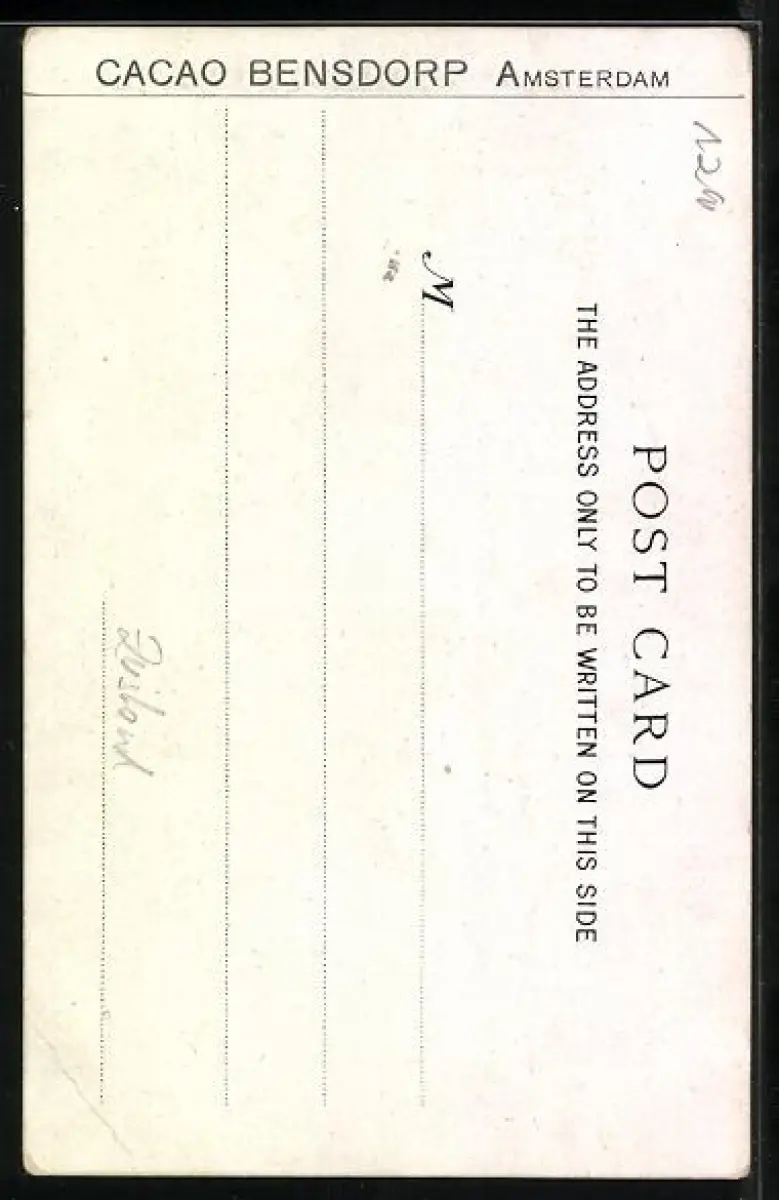 CACAO BENSDORP AMSTERDAM
POST CARD
THE ADDRESS ONLY TO BE WRITTEN ON THIS SIDE
M